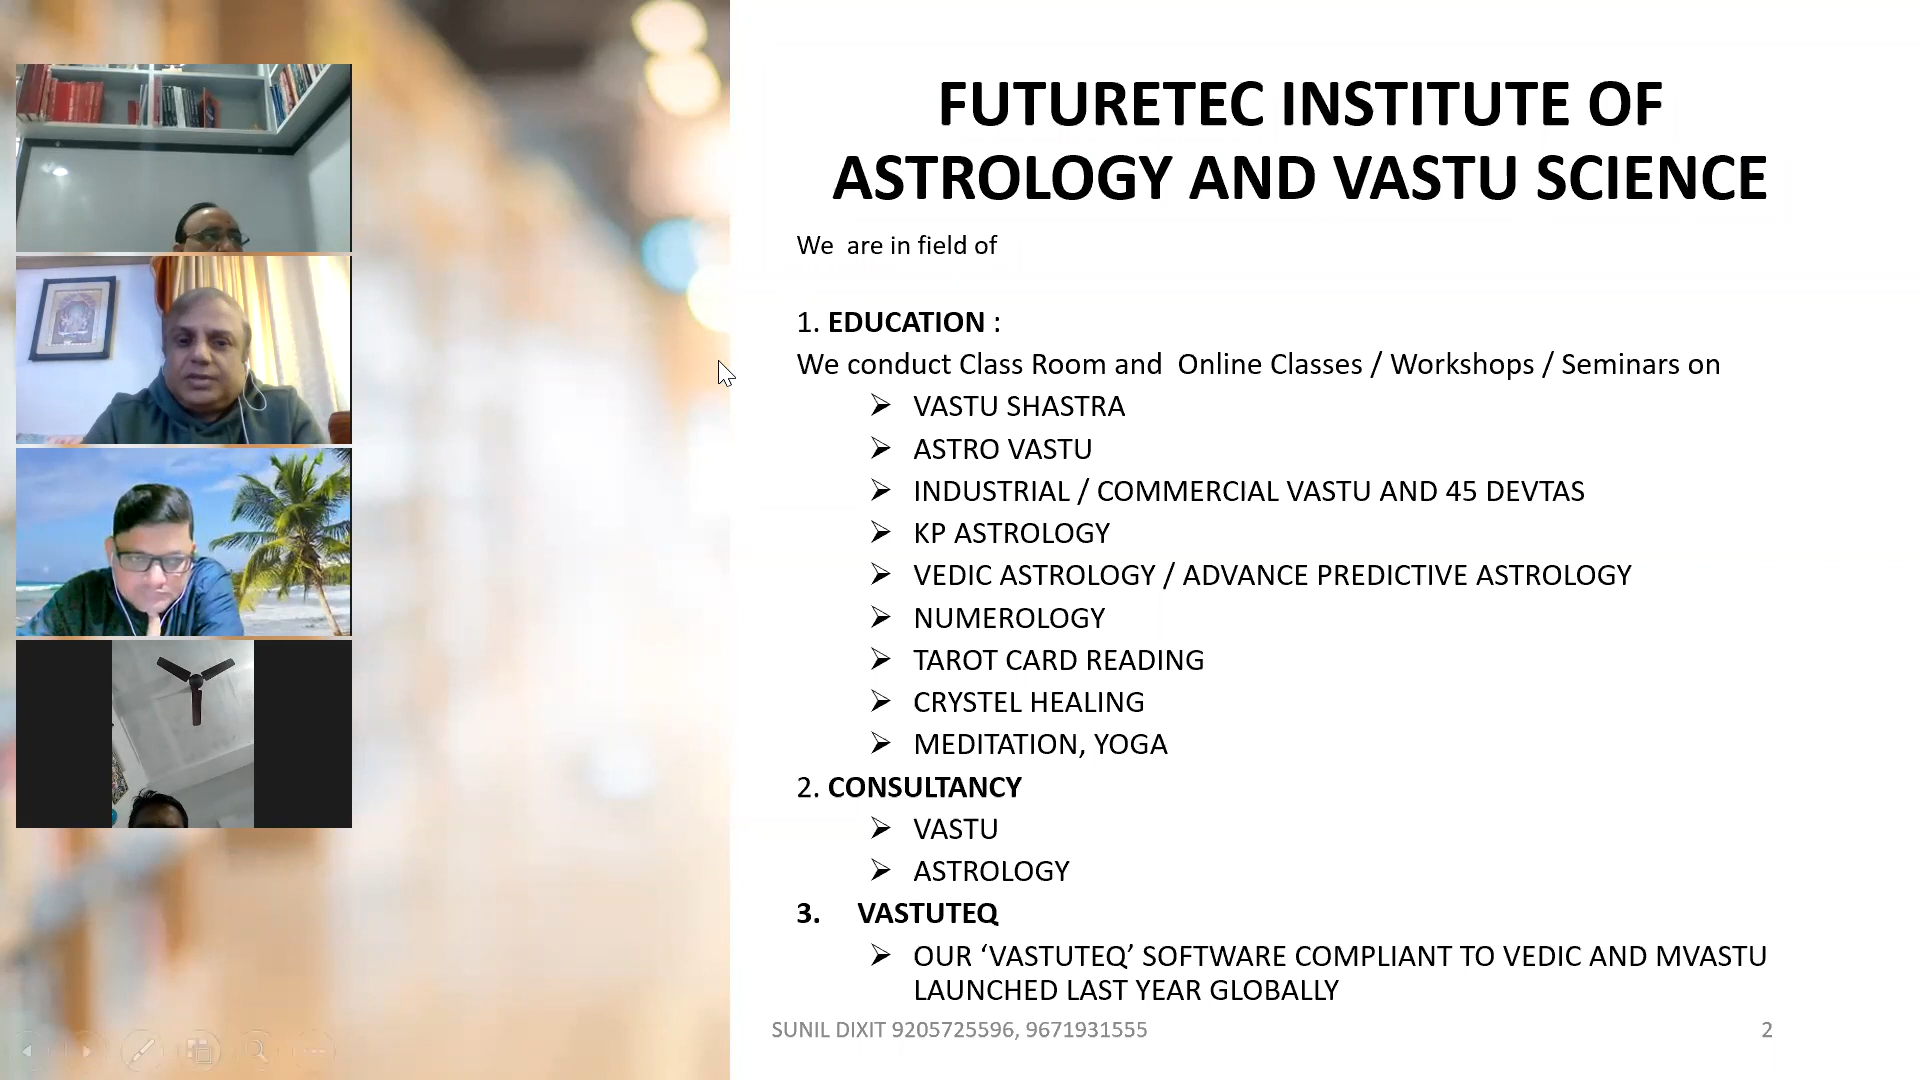 FUTURETEC INSTITUTE OF
ASTROLOGY AND VASTU SCIENCE
We are in field of
1. EDUCATION :
We conduct Class Room and Online Classes / Workshops / Seminars on
➢ VASTU SHASTRA
➢ ASTRO VASTU
➢ INDUSTRIAL / COMMERCIAL VASTU AND 45 DEVTAS
➢ KP ASTROLOGY
➢ VEDIC ASTROLOGY / ADVANCE PREDICTIVE ASTROLOGY
➢ NUMEROLOGY
➢ TAROT CARD READING
➢ CRYSTEL HEALING
➢ MEDITATION, YOGA
2. CONSULTANCY
➢ VASTU
➢ ASTROLOGY
3. VASTUTEQ
➢ OUR ‘VASTUTEQ’ SOFTWARE COMPLIANT TO VEDIC AND MVASTU
LAUNCHED LAST YEAR GLOBALLY
SUNIL DIXIT 9205725596, 9671931555
2